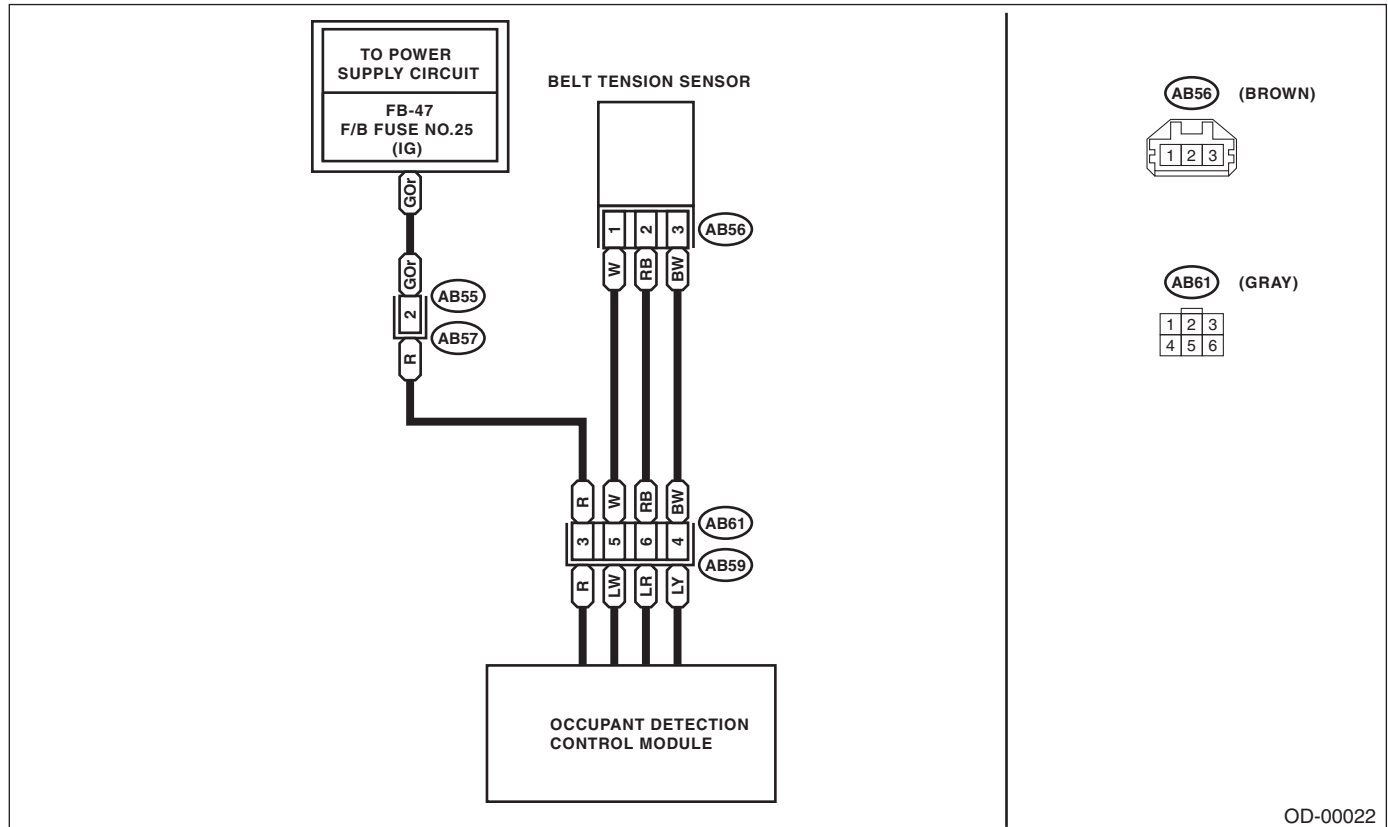 TO POWER
SUPPLY CIRCUIT
FB-47
F/B FUSE NO.25
(IG)
BELT TENSION SENSOR
GOr
GOr
2
AB55
AB57
R
1 2 3
AB56
W RB BW
R W RB BW
3 5 6 4
AB61
AB59
R LW LR LY
OCCUPANT DETECTION
CONTROL MODULE
AB56 (BROWN)
1 2 3
AB61 (GRAY)
1 2 3
4 5 6
OD-00022